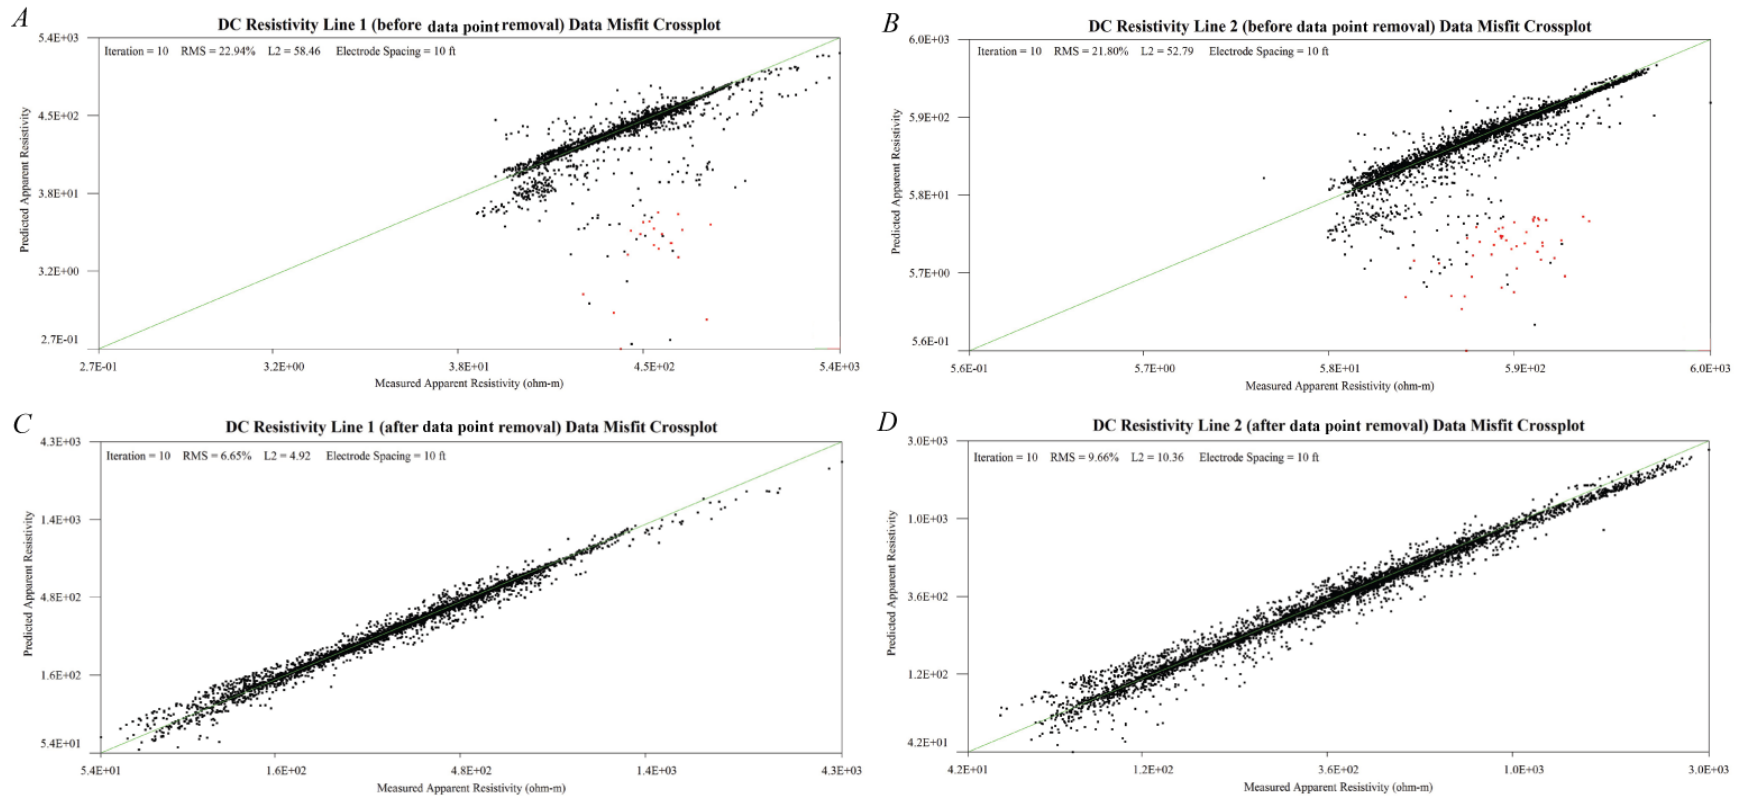 A
DC Resistivity Line 1 (before data point removal) Data Misfit Crossplot
5.4E+03
Iteration = 10 RMS = 22.94% L2 = 58.46 Electrode Spacing = 10 ft
4.5E+02
3.8E+01
3.2E+00
2.7E-01
Predicted Apparent Resistivity
2.7E-01 3.2E+00 3.8E+01 4.5E+02 5.4E+03
Measured Apparent Resistivity (ohm-m)
B
DC Resistivity Line 2 (before data point removal) Data Misfit Crossplot
6.0E+03
Iteration = 10 RMS = 21.80% L2 = 52.79 Electrode Spacing = 10 ft
5.9E+02
5.8E+01
5.7E+00
5.6E-01
Predicted Apparent Resistivity
5.6E-01 5.7E+00 5.8E+01 5.9E+02 6.0E+03
Measured Apparent Resistivity (ohm-m)
C
DC Resistivity Line 1 (after data point removal) Data Misfit Crossplot
4.3E+03
Iteration = 10 RMS = 6.65% L2 = 4.92 Electrode Spacing = 10 ft
1.4E+03
4.8E+02
1.6E+02
5.4E+01
Predicted Apparent Resistivity
5.4E+01 1.6E+02 4.8E+02 1.4E+03 4.3E+03
Measured Apparent Resistivity (ohm-m)
D
DC Resistivity Line 2 (after data point removal) Data Misfit Crossplot
3.0E+03
Iteration = 10 RMS = 9.66% L2 = 10.36 Electrode Spacing = 10 ft
1.0E+03
3.6E+02
1.2E+02
4.2E+01
Predicted Apparent Resistivity
4.2E+01 1.2E+02 3.6E+02 1.0E+03 3.0E+03
Measured Apparent Resistivity (ohm-m)